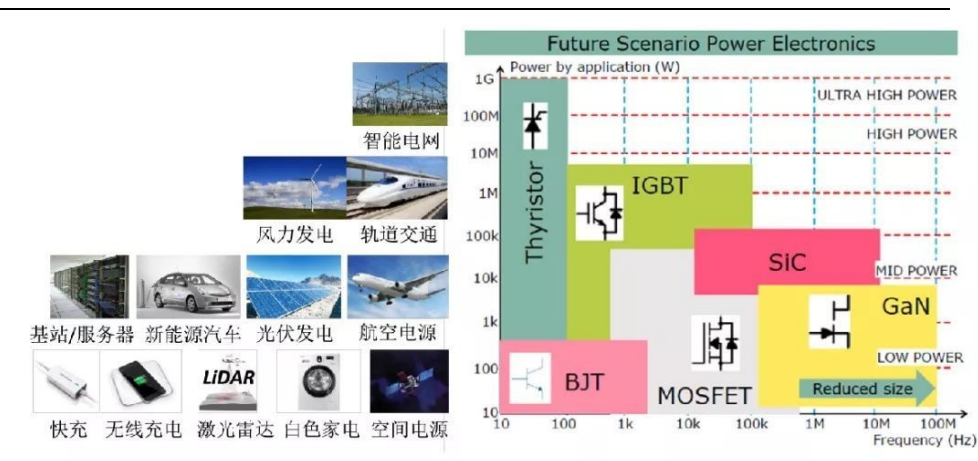 智能电网
风力发电 轨道交通
基站/服务器 新能源汽车 光伏发电 航空电源
LiDAR
快充 无线充电 激光雷达 白色家电 空间电源
Future Scenario Power Electronics
Power by application (W)
1G
ULTRA HIGH POWER
100M
HIGH POWER
10M
Thyristor
IGBT
1M
100k
SiC
MID POWER
10k
GaN
1k
LOW POWER
100
BJT
MOSFET
Reduced size
10
10 100 1k 10k 100k 1M 10M 100M
Frequency (Hz)